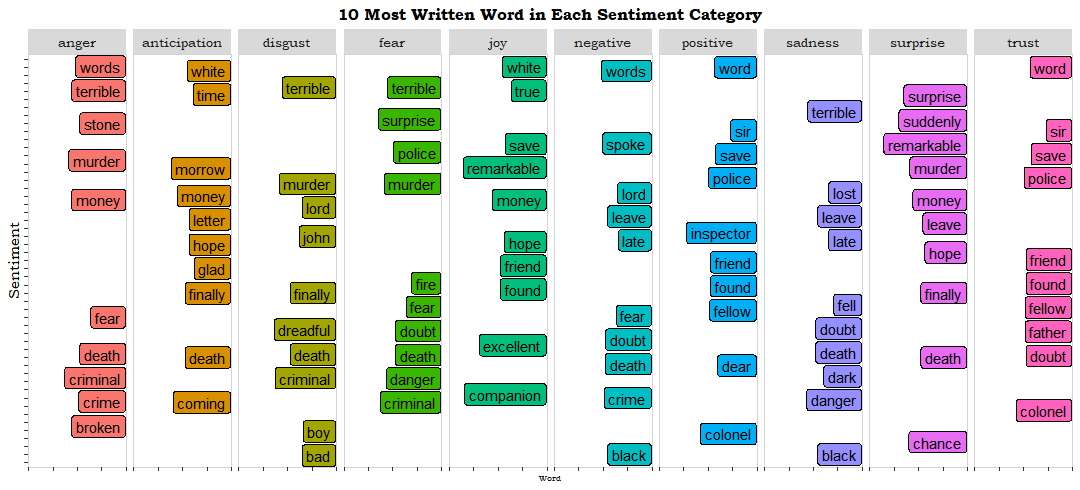 10 Most Written Word in Each Sentiment Category
anger
words
terrible
stone
murder
money
fear
death
criminal
crime
broken
anticipation
white
time
morrow
money
letter
hope
glad
finally
death
coming
disgust
terrible
murder
lord
john
finally
dreadful
death
criminal
boy
bad
fear
terrible
surprise
police
murder
fire
fear
doubt
death
danger
criminal
joy
white
true
save
remarkable
money
hope
friend
found
excellent
companion
negative
words
spoke
lord
leave
late
fear
doubt
death
crime
black
positive
word
sir
save
police
inspector
friend
found
fellow
dear
colonel
sadness
terrible
lost
leave
late
fell
doubt
death
dark
danger
black
surprise
surprise
suddenly
remarkable
murder
money
leave
hope
finally
death
chance
trust
word
sir
save
police
friend
found
fellow
father
doubt
colonel
Sentiment
Word